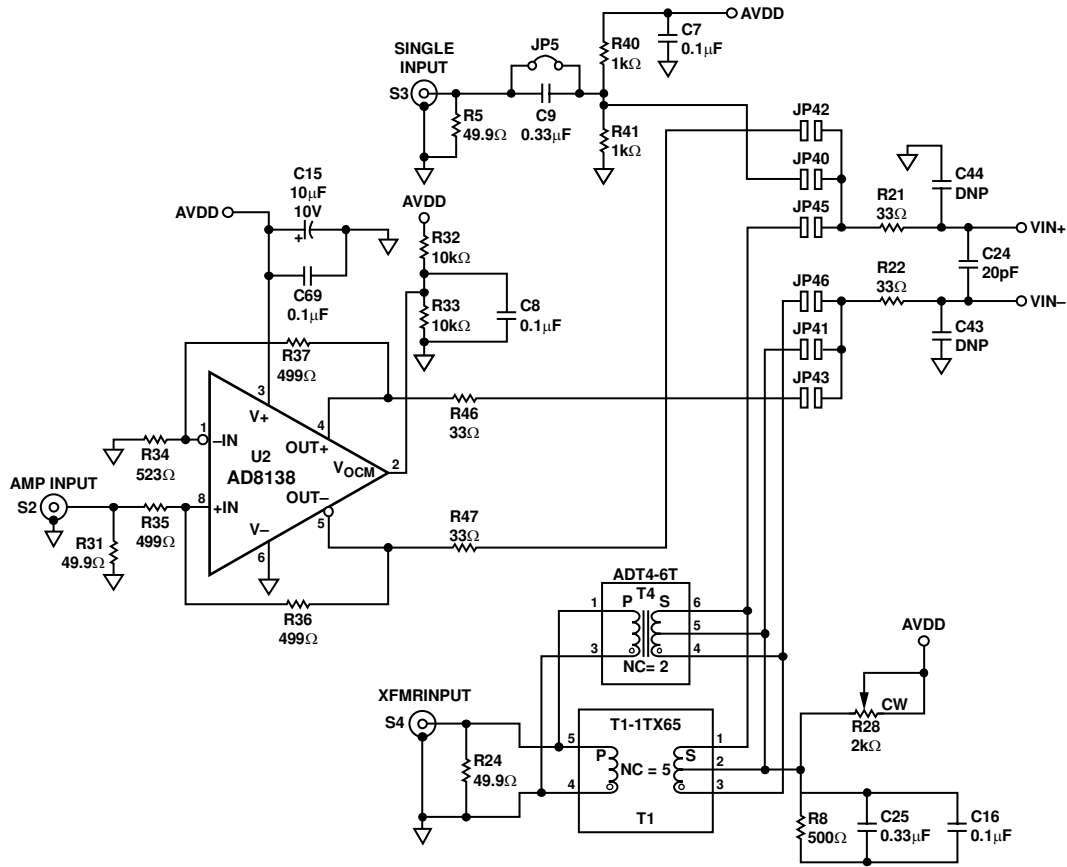 AVDD
SINGLE
INPUT
S3
JP5
R40
1kΩ
C7
0.1μF
R5
49.9Ω
C9
0.33μF
R41
1kΩ
JP42
JP40
JP45
C44
DNP
R21
33Ω
VIN+
C24
20pF
R22
33Ω
VIN–
JP46
JP41
JP43
C43
DNP
C15
10μF
10V
+
AVDD
C69
0.1μF
AVDD
R32
10kΩ
R33
10kΩ
C8
0.1μF
R37
499Ω
3
V+
1
–IN
4
OUT+
U2
AD8138
VOCM
2
R46
33Ω
R34
523Ω
AMP INPUT
S2
R35
499Ω
8
+IN
OUT–
5
V–
6
R31
49.9Ω
R47
33Ω
R36
499Ω
ADT4-6T
T4
P
S
1
3
6
5
4
NC= 2
AVDD
CW
R28
2kΩ
XFMRINPUT
S4
R24
49.9Ω
T1-1TX65
5
4
P
S
NC = 5
1
2
3
T1
R8
500Ω
C25
0.33μF
C16
0.1μF